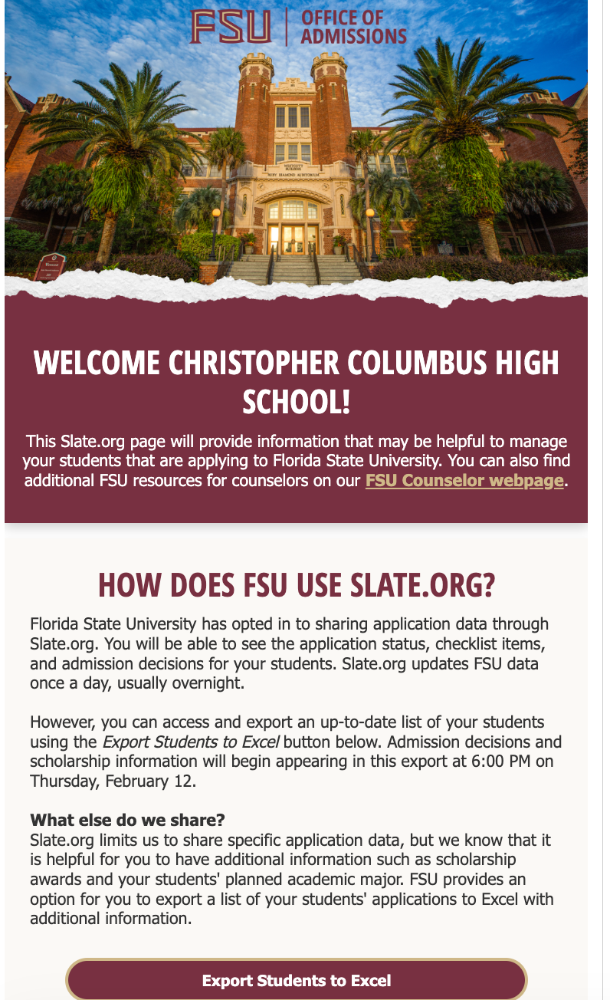 FSU
OFFICE OF
ADMISSIONS
RUBY DIAMOND AUDITORIUM
WELCOME CHRISTOPHER COLUMBUS HIGH
SCHOOL!
This Slate.org page will provide information that may be helpful to manage
your students that are applying to Florida State University. You can also find
additional FSU resources for counselors on our FSU Counselor webpage.
HOW DOES FSU USE SLATE.ORG?
Florida State University has opted in to sharing application data through
Slate.org. You will be able to see the application status, checklist items,
and admission decisions for your students. Slate.org updates FSU data
once a day, usually overnight.
However, you can access and export an up-to-date list of your students
using the Export Students to Excel button below. Admission decisions and
scholarship information will begin appearing in this export at 6:00 PM on
Thursday, February 12.
What else do we share?
Slate.org limits us to share specific application data, but we know that it
is helpful for you to have additional information such as scholarship
awards and your students' planned academic major. FSU provides an
option for you to export a list of your students' applications to Excel with
additional information.
Export Students to Excel